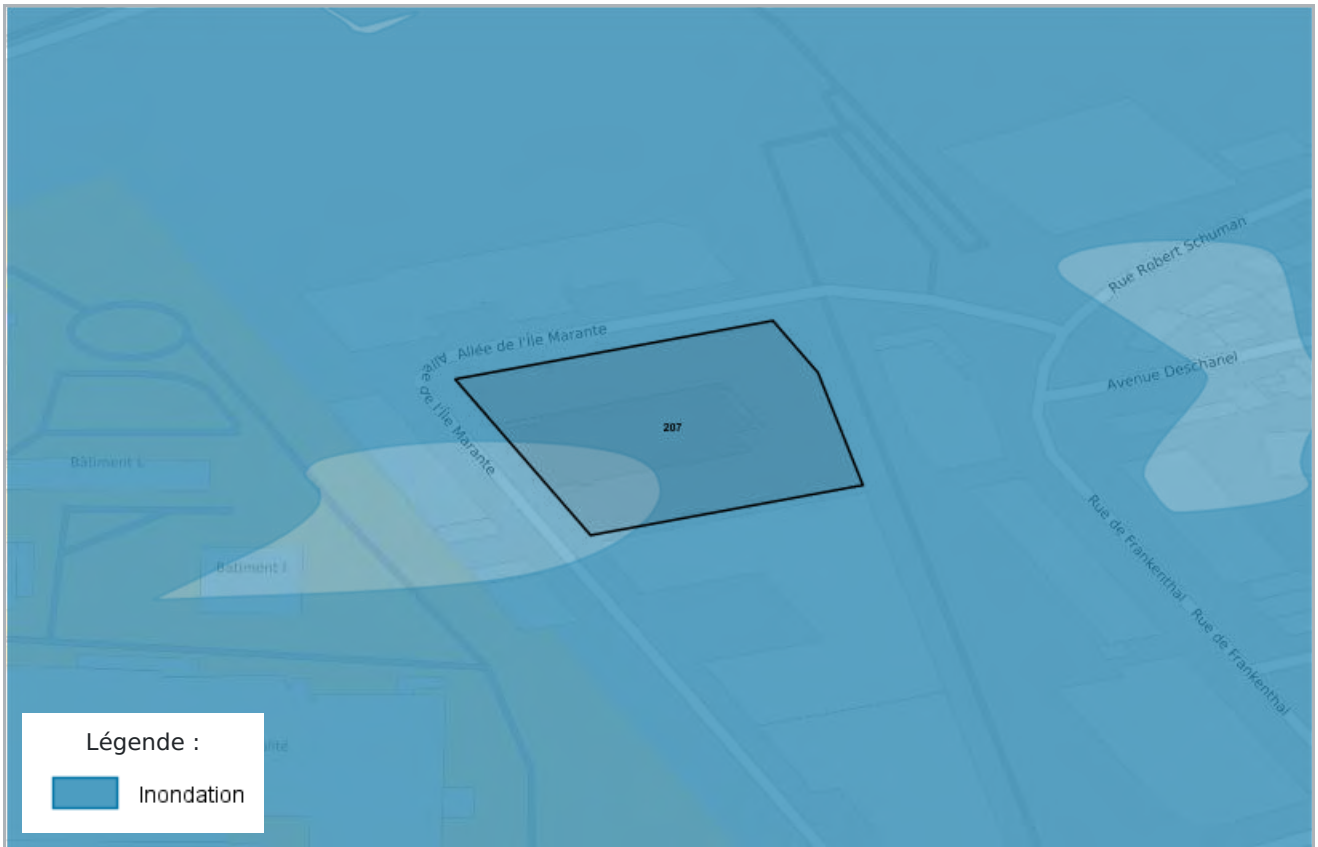 Rue Robert Schuman
Allée de l'Île Marante
Avenue Deschanel
Allée de l'Île Marante
207
Bâtiment L
Rue de Frankenthal
Bâtiment I
Rue de Frankenthal
Légende :
Inondation